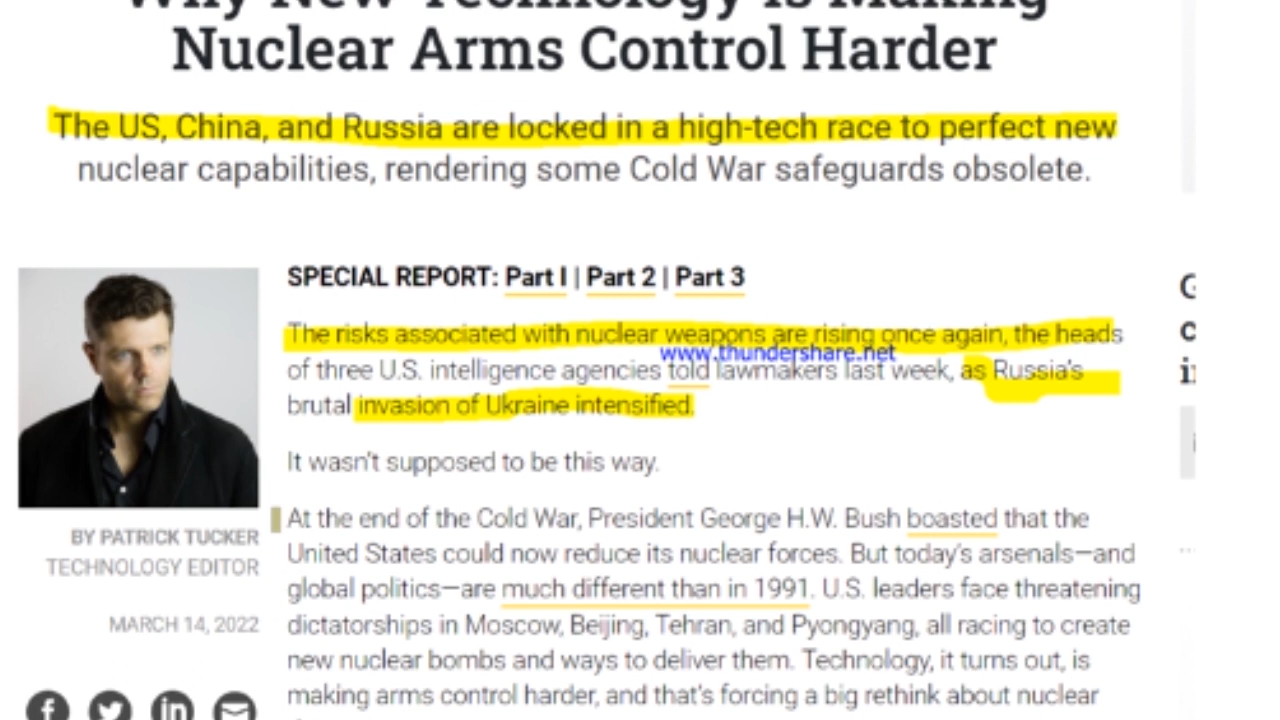 Why New Technology Is Making
Nuclear Arms Control Harder
The US, China, and Russia are locked in a high-tech race to perfect new
nuclear capabilities, rendering some Cold War safeguards obsolete.
SPECIAL REPORT: Part I | Part 2 | Part 3
The risks associated with nuclear weapons are rising once again, the heads
www.thundershare.net
of three U.S. intelligence agencies told lawmakers last week, as Russia's
brutal invasion of Ukraine intensified.
It wasn't supposed to be this way.
BY PATRICK TUCKER
TECHNOLOGY EDITOR
MARCH 14, 2022
At the end of the Cold War, President George H.W. Bush boasted that the
United States could now reduce its nuclear forces. But today's arsenals—and
global politics—are much different than in 1991. U.S. leaders face threatening
dictatorships in Moscow, Beijing, Tehran, and Pyongyang, all racing to create
new nuclear bombs and ways to deliver them. Technology, it turns out, is
making arms control harder, and that's forcing a big rethink about nuclear